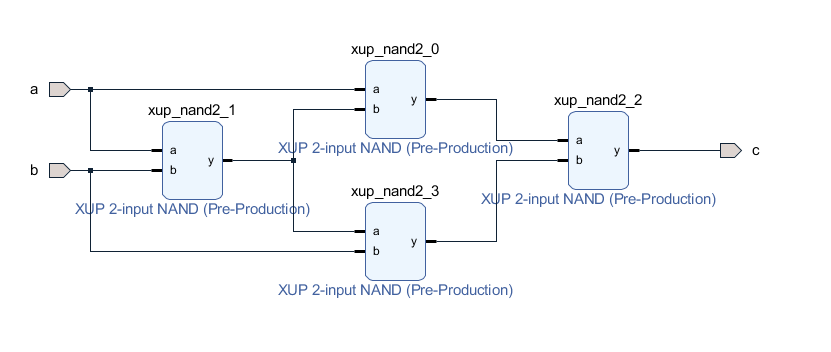 xup_nand2_0
a
a
b
y
xup_nand2_1
XUP 2-input NAND (Pre-Production)
xup_nand2_2
a
b
y
b
a
b
y
c
xup_nand2_3
XUP 2-input NAND (Pre-Production)
XUP 2-input NAND (Pre-Production)
a
b
y
XUP 2-input NAND (Pre-Production)